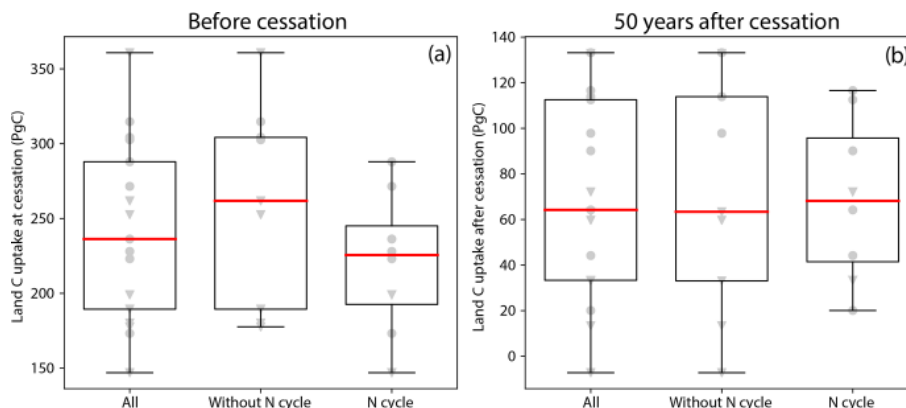 Before cessation
(a)
Land C uptake at cessation (PgC)
350
300
250
200
150
All
Without N cycle
N cycle
50 years after cessation
(b)
Land C uptake after cessation (PgC)
140
120
100
80
60
40
20
0
All
Without N cycle
N cycle